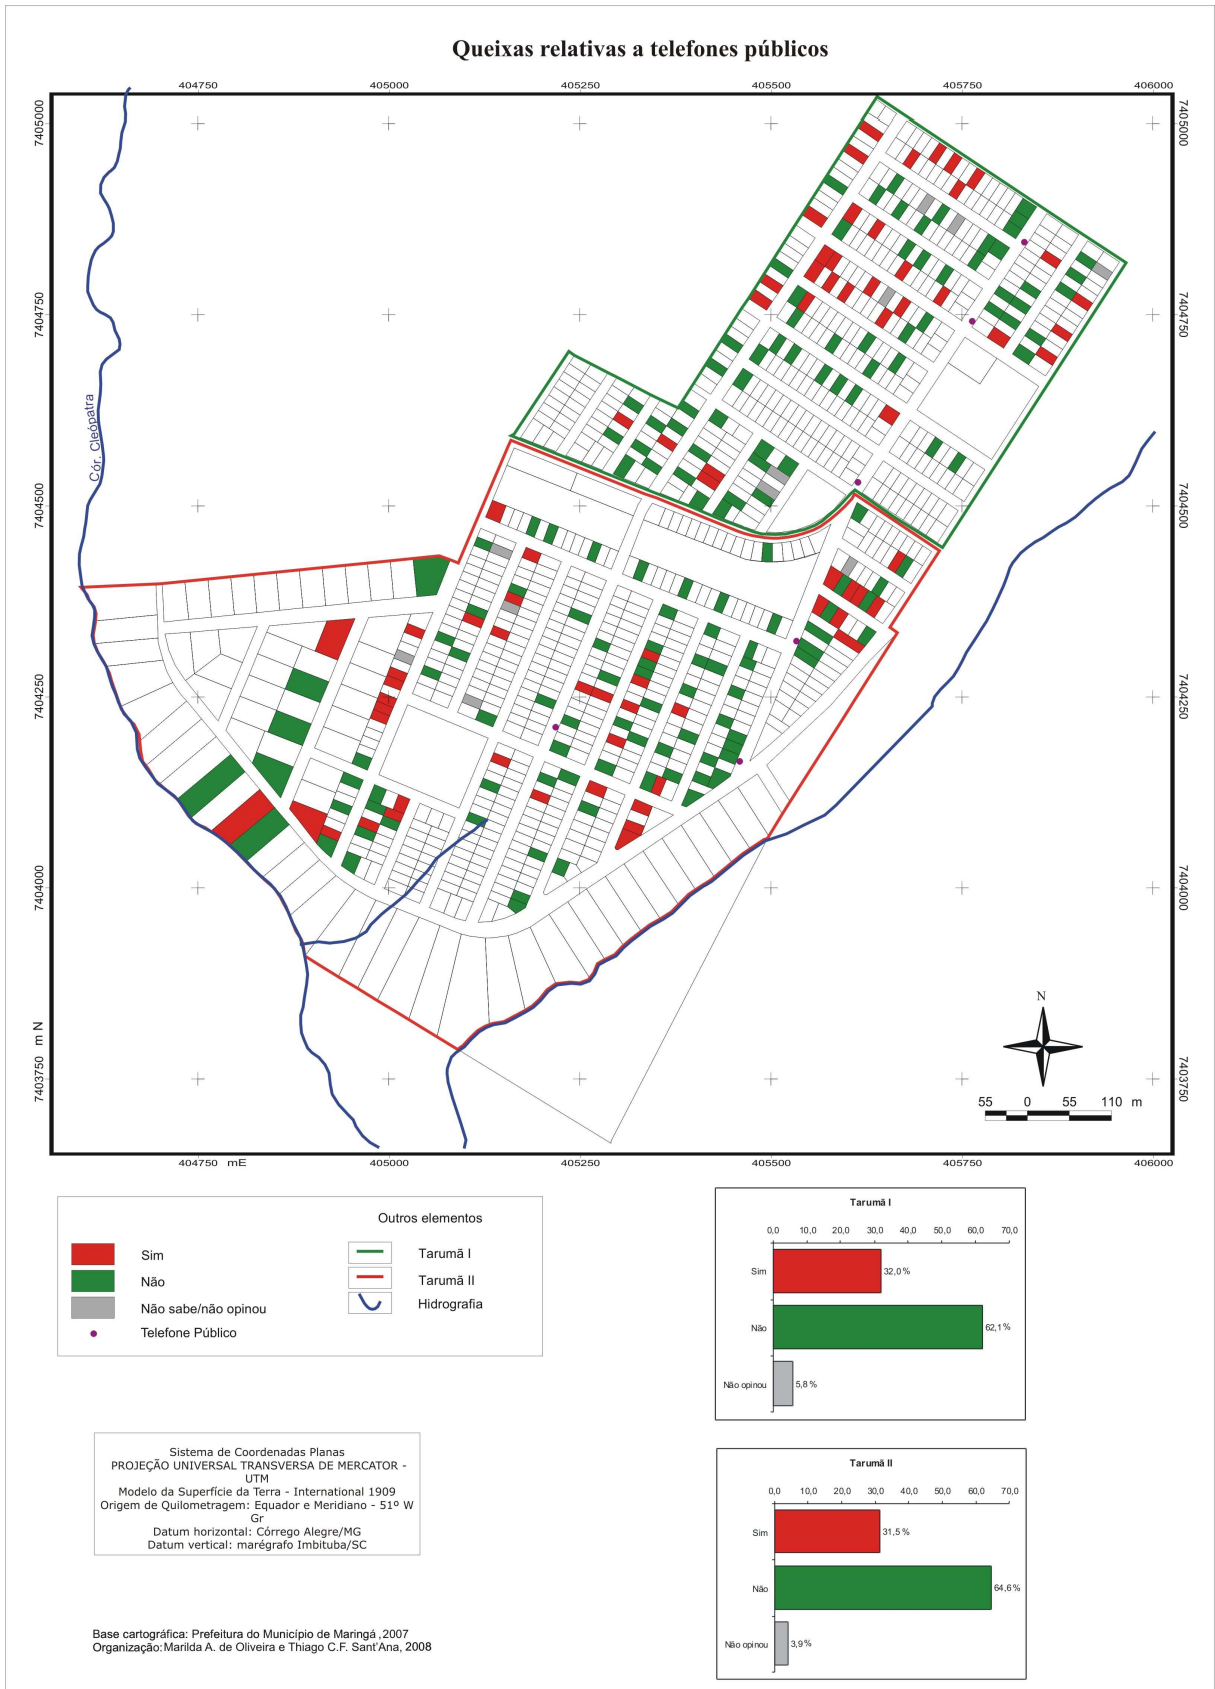 Queixas relativas a telefones públicos
404750 405000 405250 405500 405750 406000
7405000 7405000
7404750 7404750
7404500 7404500
7404250 7404250
7404000 7404000
7403750 m N 7403750
Cór. Cleópatra
N
55 0 55 110 m
404750 mE 405000 405250 405500 405750 406000
Sim
Não
Não sabe/não opinou
Telefone Público
Outros elementos
Tarumã I
Tarumã II
Hidrografia
Tarumã I
0,0 10,0 20,0 30,0 40,0 50,0 60,0 70,0
Sim 32,0%
Não 62,1%
Não opinou 5,8%
Sistema de Coordenadas Planas
PROJEÇÃO UNIVERSAL TRANSVERSA DE MERCATOR -
UTM
Modelo da Superfície da Terra - International 1909
Origem de Quilometragem: Equador e Meridiano - 51º W
Gr
Datum horizontal: Córrego Alegre/MG
Datum vertical: marégrafo Imbituba/SC
Tarumã II
0,0 10,0 20,0 30,0 40,0 50,0 60,0 70,0
Sim 31,5%
Não 64,6%
Não opinou 3,9%
Base cartográfica: Prefeitura do Município de Maringá, 2007
Organização: Marilda A. de Oliveira e Thiago C.F. Sant'Ana, 2008